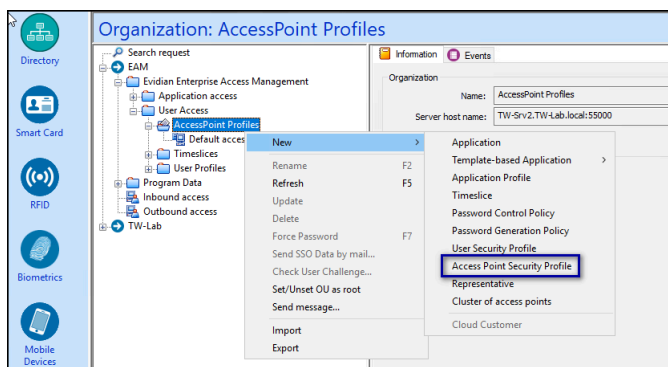 Organization: AccessPoint Profiles
Directory
Smart Card
RFID
Biometrics
Mobile
Devices
Search request
EAM
Evidian Enterprise Access Management
Application access
User Access
AccessPoint Profiles
Default acces
Timeslices
User Profiles
Program Data
Inbound access
Outbound access
TW-Lab
Information
Events
Organization
Name: AccessPoint Profiles
Server host name: TW-Srv2.TW-Lab.local:55000
New >
Rename F2
Refresh F5
Update
Delete
Force Password F7
Send SSO Data by mail...
Check User Challenge...
Set/Unset OU as root
Send message...
Import
Export
Application
Template-based Application >
Application Profile
Timeslice
Password Control Policy
Password Generation Policy
User Security Profile
Access Point Security Profile
Representative
Cluster of access points
Cloud Customer